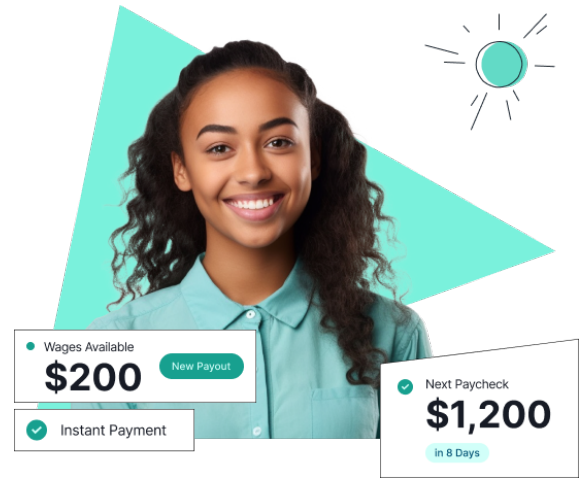 Wages Available
$200
New Payout
Instant Payment
Next Paycheck
$1,200
in 8 Days